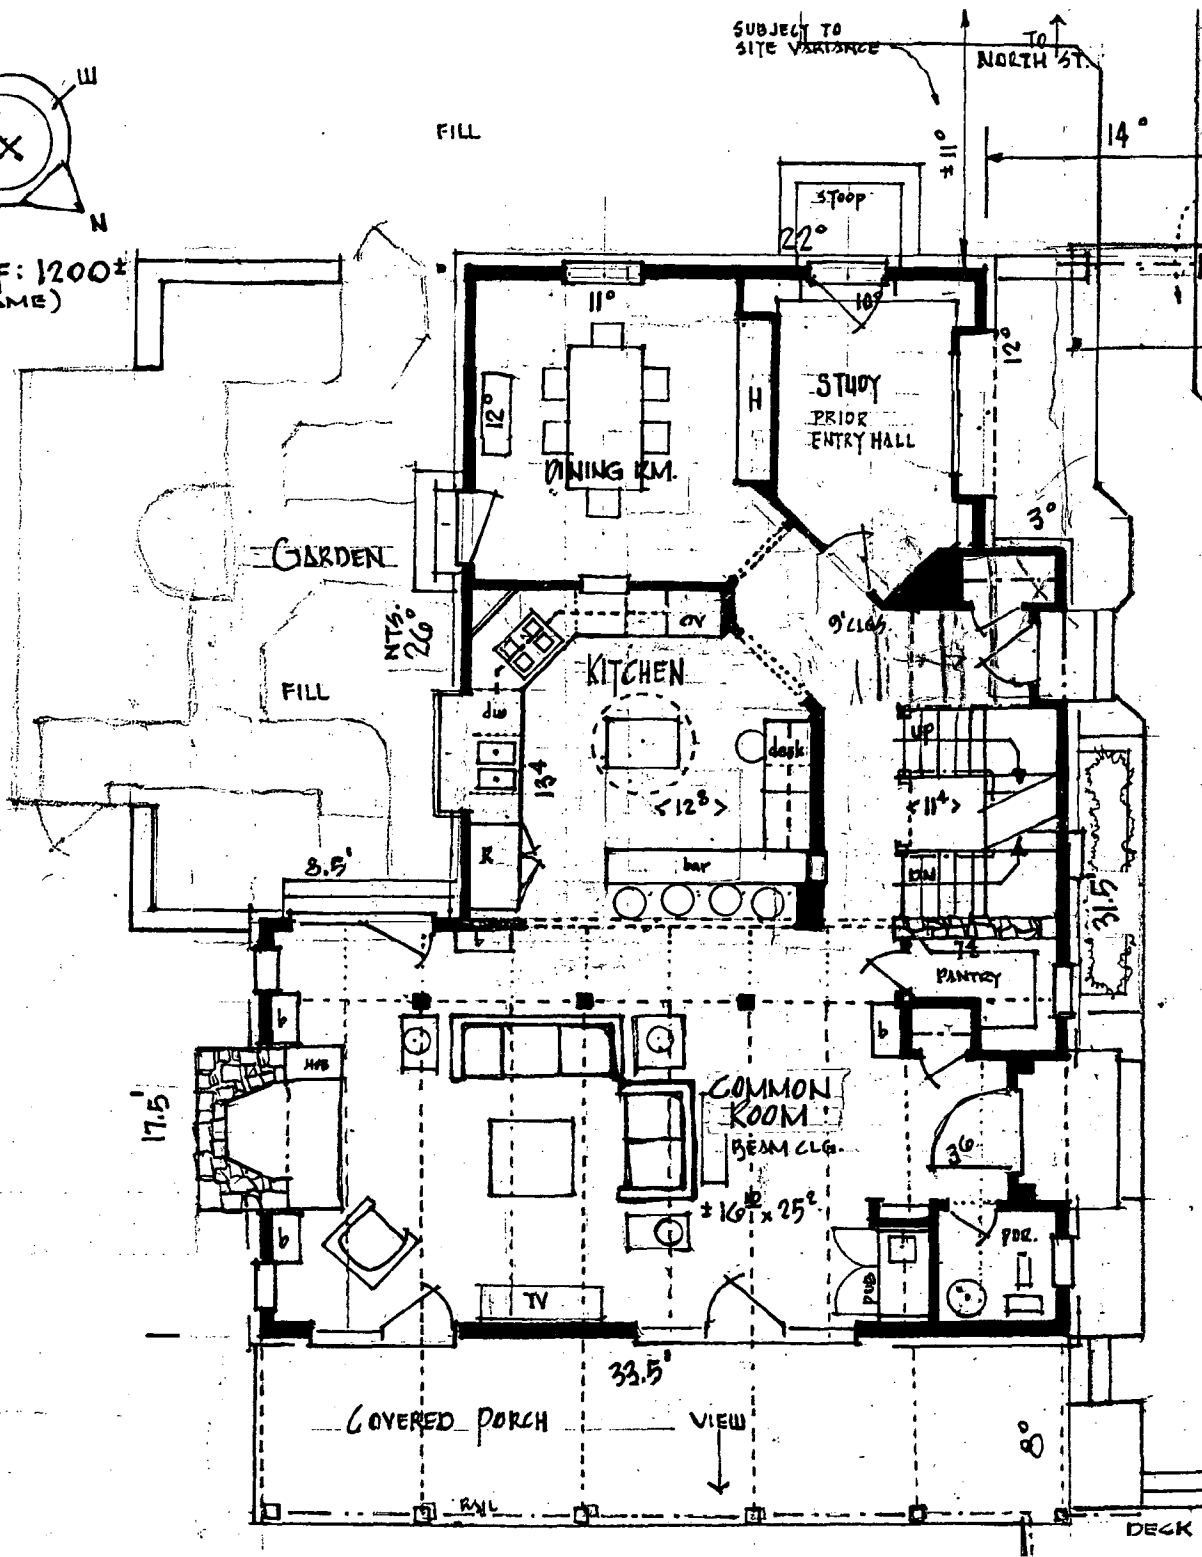 SUBJECT TO
SITE VARIANCE
TO
NORTH ST.
E
N
FILL
± 11°
14°
STOOP
22°
F: 1200±
AME)
11°
10°
12°
12°
H
STUDY
PRIOR
ENTRY HALL
DINING RM.
3°
GARDEN
NTS.
26°
OV
9' CLGS
KITCHEN
FILL
dw
UP
desk
13⁴
<12⁸>
<11⁴>
R
bar
DN
8.5'
31.5'
b
PANTRY
b
b
COMMON
ROOM
BEAM CLG.
17.5'
3⁶
±16¹⁰ x 25²
b
PDR.
PUB
TV
33.5'
COVERED PORCH
VIEW
8°
RAIL
DECK